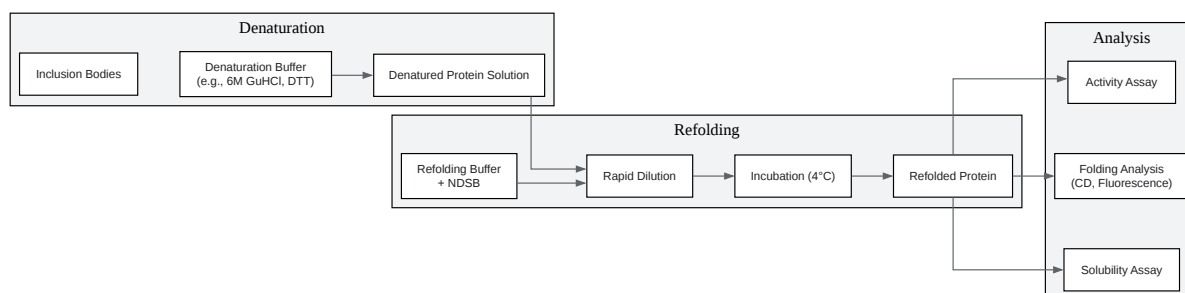 Denaturation
Inclusion Bodies
Denaturation Buffer
(e.g., 6M GuHCl, DTT)
Denatured Protein Solution
Refolding
Refolding Buffer
+ NDSB
Rapid Dilution
Incubation (4°C)
Refolded Protein
Analysis
Activity Assay
Folding Analysis
(CD, Fluorescence)
Solubility Assay